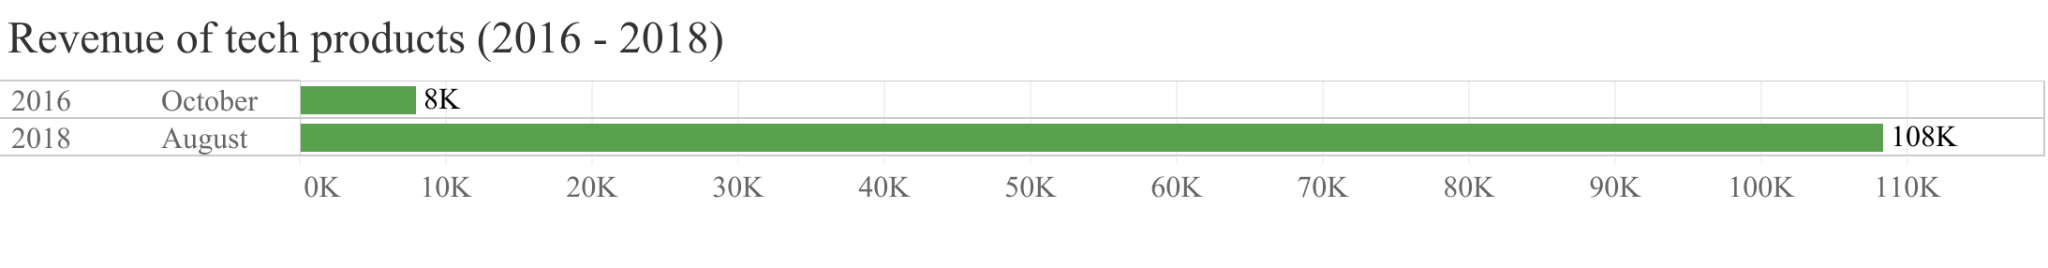 Revenue of tech products (2016 - 2018)
2016 October 8K
2018 August 108K
0K 10K 20K 30K 40K 50K 60K 70K 80K 90K 100K 110K